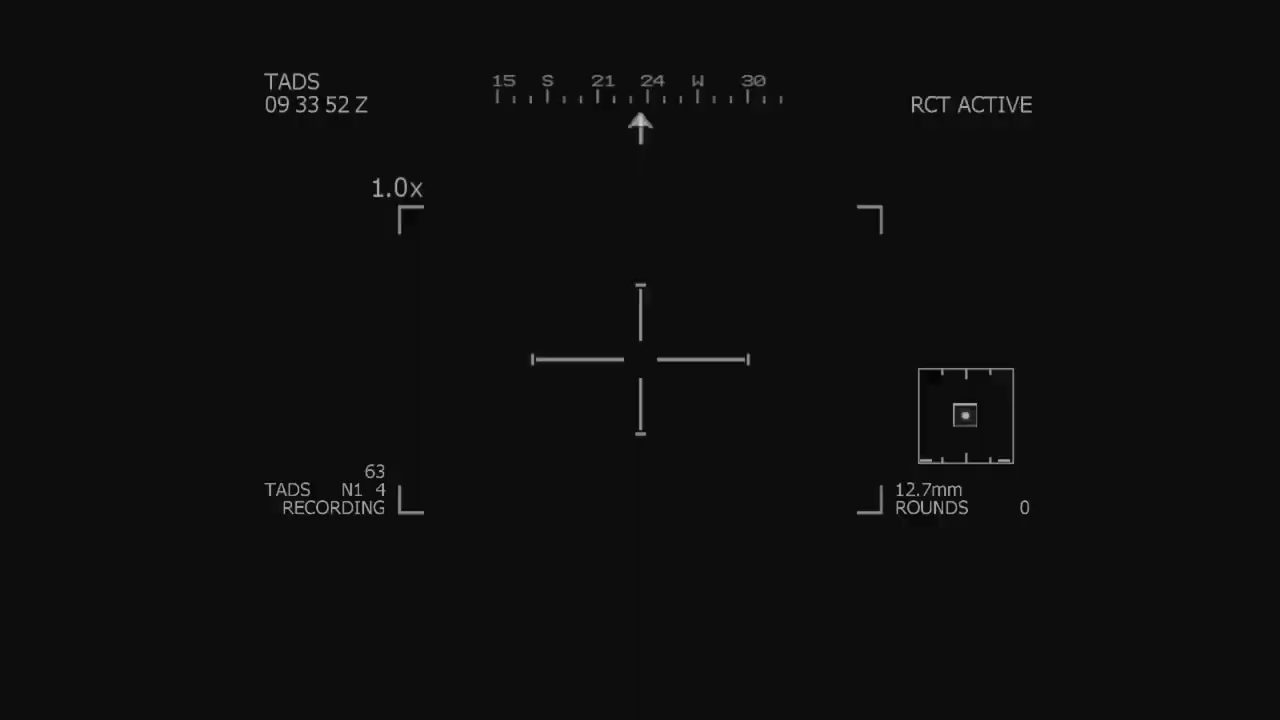 TADS
09 33 52 Z
15 S 21 24 W 30
RCT ACTIVE
1.0x
63
TADS N1 4
RECORDING
12.7mm
ROUNDS 0